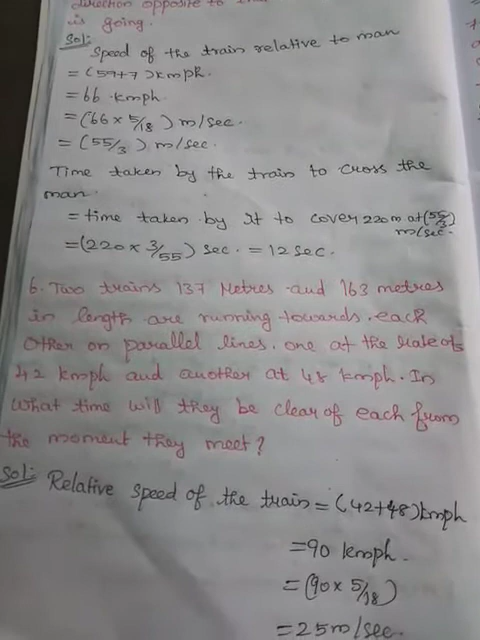 direction opposite to
is going.
Sol:
Speed of the train relative to man
= (59+7) kmph.
= 66 kmph.
= (66 × 5/18) m/sec.
= (55/3) m/sec.
Time taken by the train to cross the
man.
= time taken by it to cover 220 m at (55/3)
m/sec.
= (220 × 3/55) sec. = 12 sec.
6. Two trains 137 Metres and 163 metres
in length are running towards each
other on parallel lines. one at the rate of
42 kmph and another at 48 kmph. In
what time will they be clear of each from
the moment they meet?
Sol: Relative speed of the train = (42+48) kmph
= 90 kmph.
= (90 × 5/18)
= 25 m/sec.